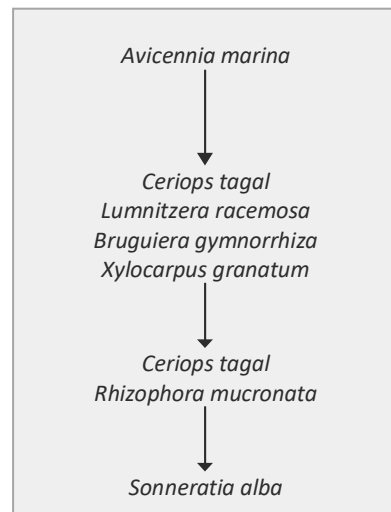 Avicennia marina
Ceriops tagal
Lumnitzera racemosa
Bruguiera gymnorrhiza
Xylocarpus granatum
Ceriops tagal
Rhizophora mucronata
Sonneratia alba